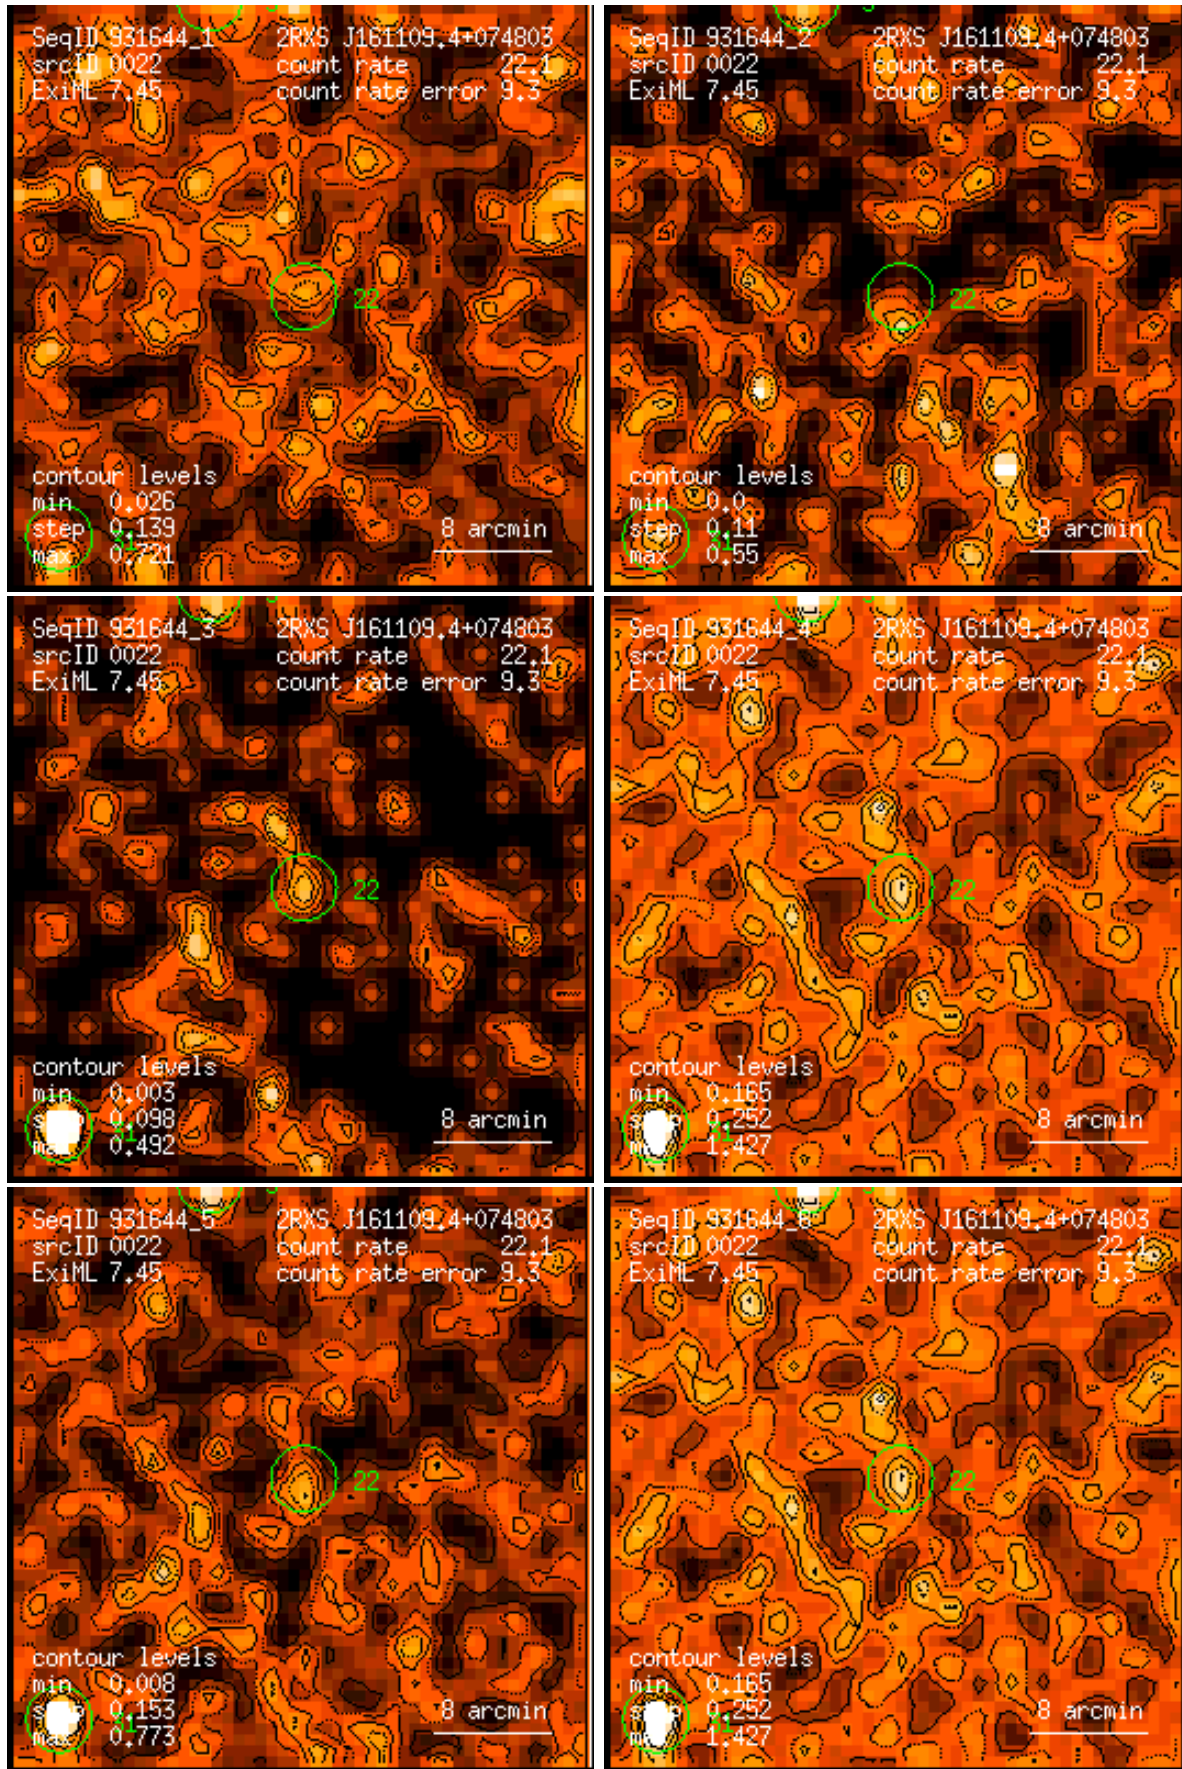 SeqID 931644_1 2RXS J161109.4+074803
srcID 0022 count rate 22.1
ExiML 7.45 count rate error 9.3
22
contour levels
min 0.026
step 0.139
max 0.721
8 arcmin
SeqID 931644_2 2RXS J161109.4+074803
srcID 0022 count rate 22.1
ExiML 7.45 count rate error 9.3
22
contour levels
min 0.0
step 0.11
max 0.55
8 arcmin
SeqID 931644_3 2RXS J161109.4+074803
srcID 0022 count rate 22.1
ExiML 7.45 count rate error 9.3
22
contour levels
min 0.003
0.098
0.492
8 arcmin
SeqID 931644_4 2RXS J161109.4+074803
srcID 0022 count rate 22.1
ExiML 7.45 count rate error 9.3
22
contour levels
min 0.165
0.252
1.427
8 arcmin
SeqID 931644_5 2RXS J161109.4+074803
srcID 0022 count rate 22.1
ExiML 7.45 count rate error 9.3
22
contour levels
min 0.008
0.153
0.773
8 arcmin
SeqID 931644_6 2RXS J161109.4+074803
srcID 0022 count rate 22.1
ExiML 7.45 count rate error 9.3
22
contour levels
min 0.165
0.252
1.427
8 arcmin